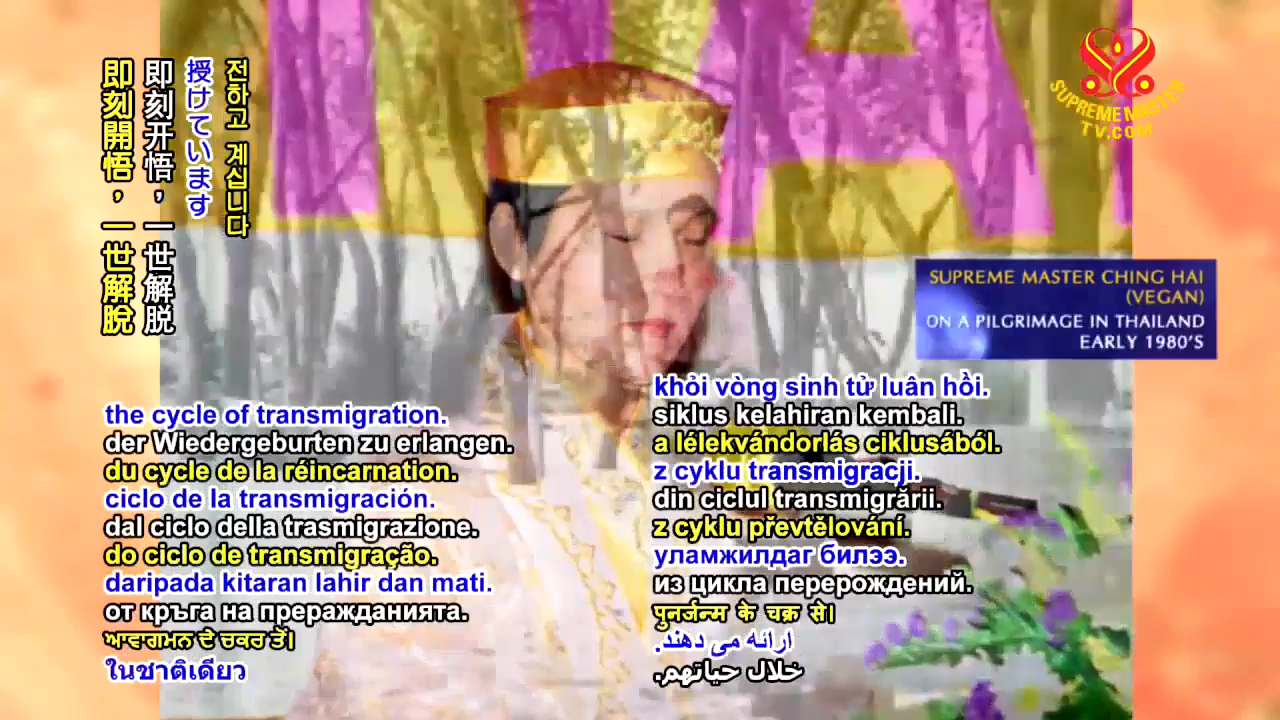 전하고 계십니다
授けています
即刻开悟，一世解脱
即刻開悟，一世解脫
SUPREME MASTER
TV.COM
SUPREME MASTER CHING HAI
(VEGAN)
ON A PILGRIMAGE IN THAILAND
EARLY 1980'S
the cycle of transmigration.
der Wiedergeburten zu erlangen.
du cycle de la réincarnation.
ciclo de la transmigración.
dal ciclo della trasmigrazione.
do ciclo de transmigração.
daripada kitaran lahir dan mati.
от кръга на преражданията.
ਆਵਾਗਮਨ ਦੇ ਚਕਰ ਤੋਂ।
ในชาติเดียว
khỏi vòng sinh tử luân hồi.
siklus kelahiran kembali.
a lélekvándorlás ciklusából.
z cyklu transmigracji.
din ciclul transmigrării.
z cyklu převtělování.
уламжилдаг билээ.
из цикла перерождений.
पुनर्जन्म के चक्र से।
ارائه می دهند.
خلال حياتهم.